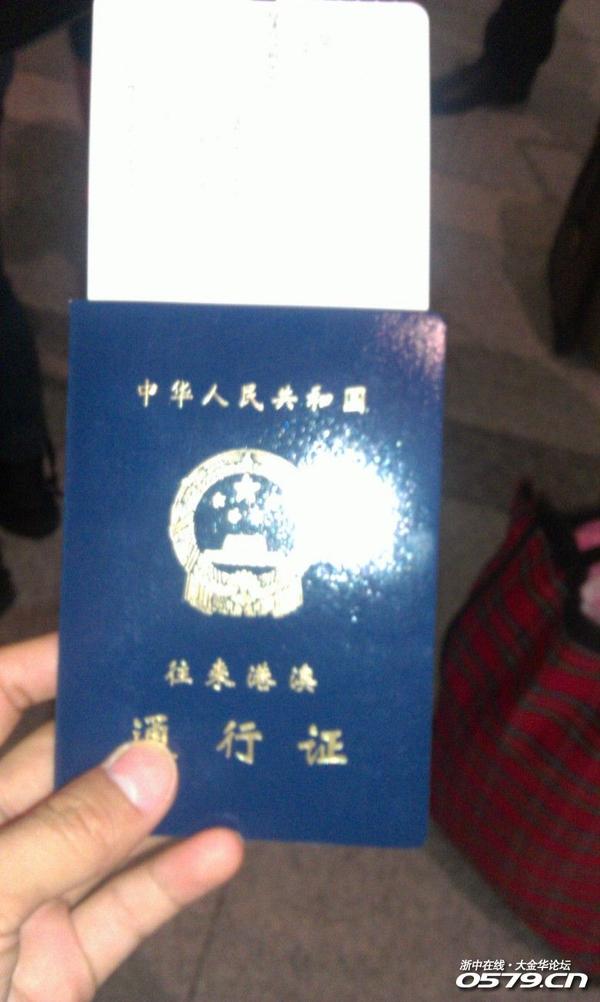 中华人民共和国
往来港澳
通行证
浙中在线·大金华论坛
0579.cn